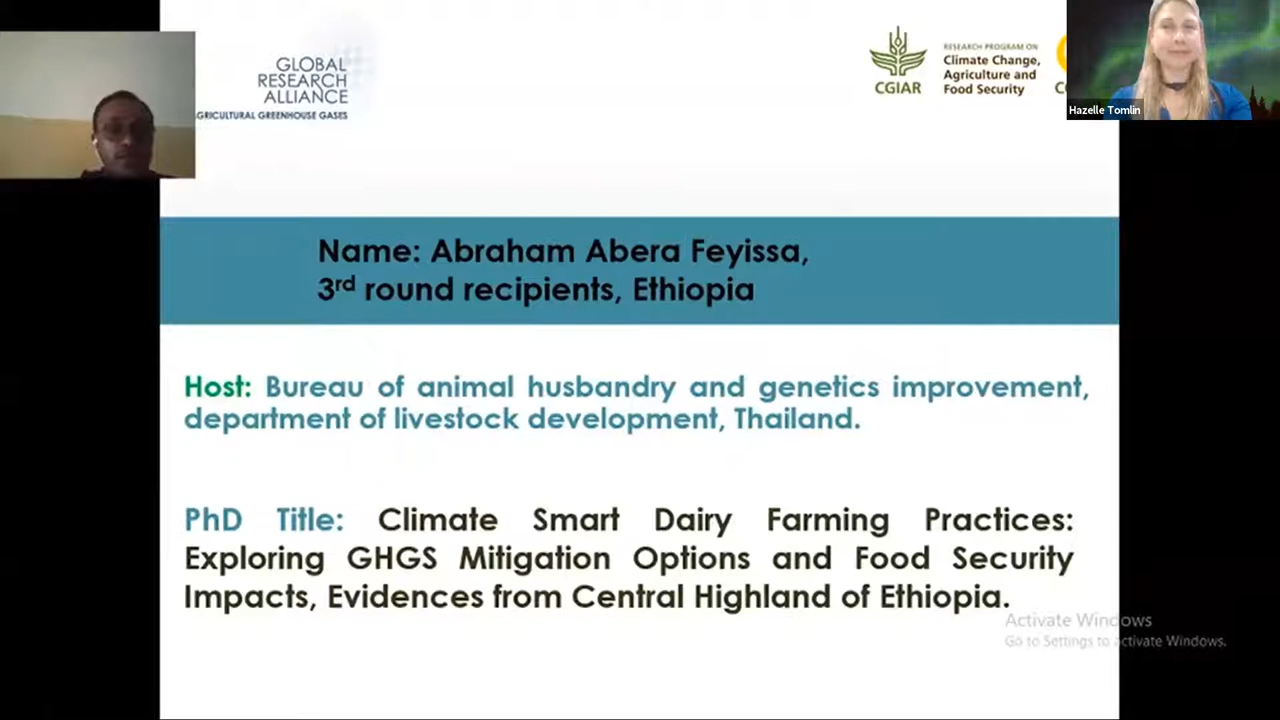 GLOBAL
RESEARCH
ALLIANCE
AGRICULTURAL GREENHOUSE GASES
CGIAR
RESEARCH PROGRAM ON
Climate Change,
Agriculture and
Food Security
Hazelle Tomlin
Name: Abraham Abera Feyissa,
3rd round recipients, Ethiopia
Host: Bureau of animal husbandry and genetics improvement,
department of livestock development, Thailand.
PhD Title: Climate Smart Dairy Farming Practices:
Exploring GHGS Mitigation Options and Food Security
Impacts, Evidences from Central Highland of Ethiopia.
Activate Windows
Go to Settings to activate Windows.